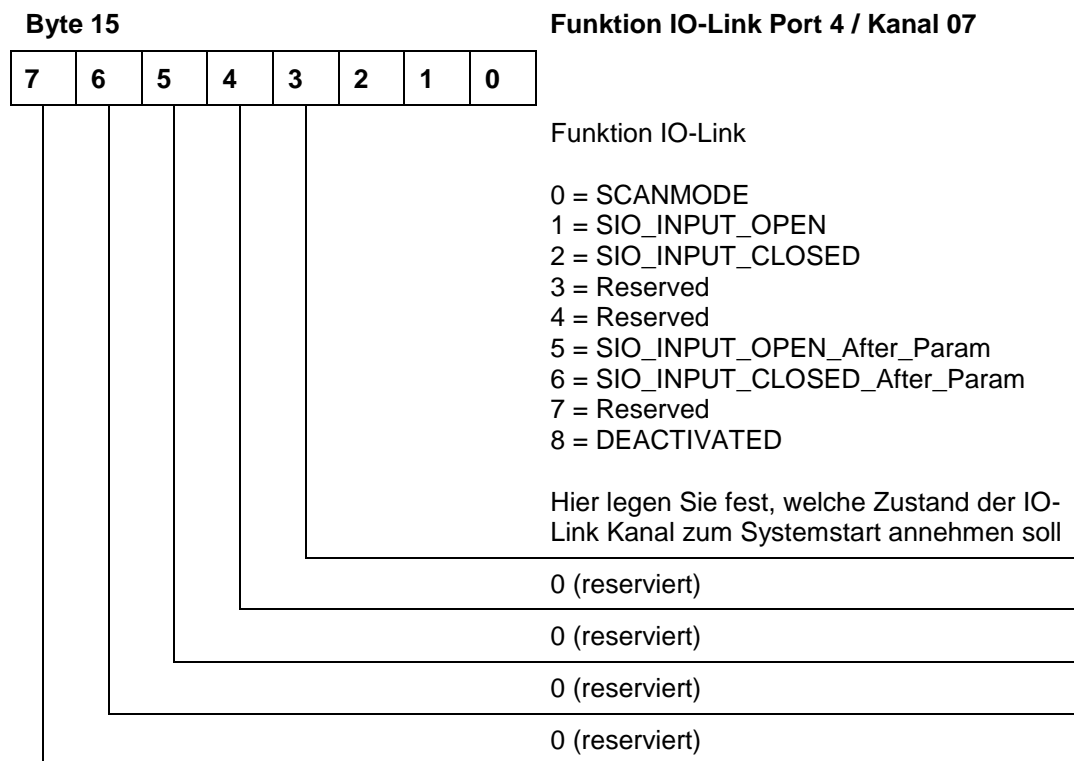 Byte 15 Funktion IO-Link Port 4 / Kanal 07
7 6 5 4 3 2 1 0
Funktion IO-Link
0 = SCANMODE
1 = SIO_INPUT_OPEN
2 = SIO_INPUT_CLOSED
3 = Reserved
4 = Reserved
5 = SIO_INPUT_OPEN_After_Param
6 = SIO_INPUT_CLOSED_After_Param
7 = Reserved
8 = DEACTIVATED
Hier legen Sie fest, welche Zustand der IO-
Link Kanal zum Systemstart annehmen soll
0 (reserviert)
0 (reserviert)
0 (reserviert)
0 (reserviert)